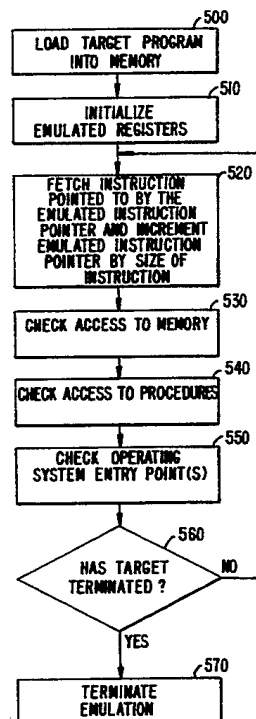 500
LOAD TARGET PROGRAM
INTO MEMORY
510
INITIALIZE
EMULATED REGISTERS
520
FETCH INSTRUCTION
POINTED TO BY THE
EMULATED INSTRUCTION
POINTER AND INCREMENT
EMULATED INSTRUCTION
POINTER BY SIZE OF
INSTRUCTION
530
CHECK ACCESS TO MEMORY
540
CHECK ACCESS TO PROCEDURES
550
CHECK OPERATING
SYSTEM ENTRY POINT(S)
560
HAS TARGET
TERMINATED ?
NO
YES
570
TERMINATE
EMULATION